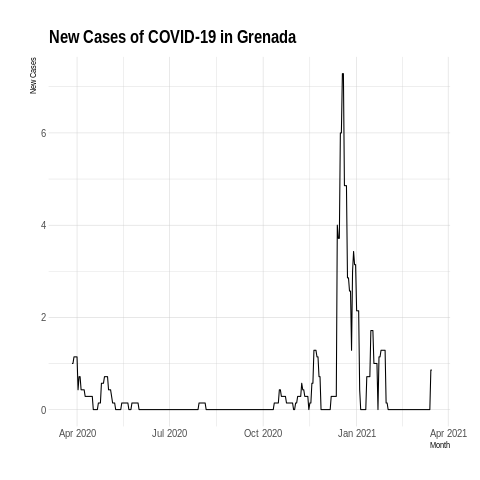 New Cases of COVID-19 in Grenada
New Cases
6
4
2
0
Apr 2020 Jul 2020 Oct 2020 Jan 2021 Apr 2021
Month